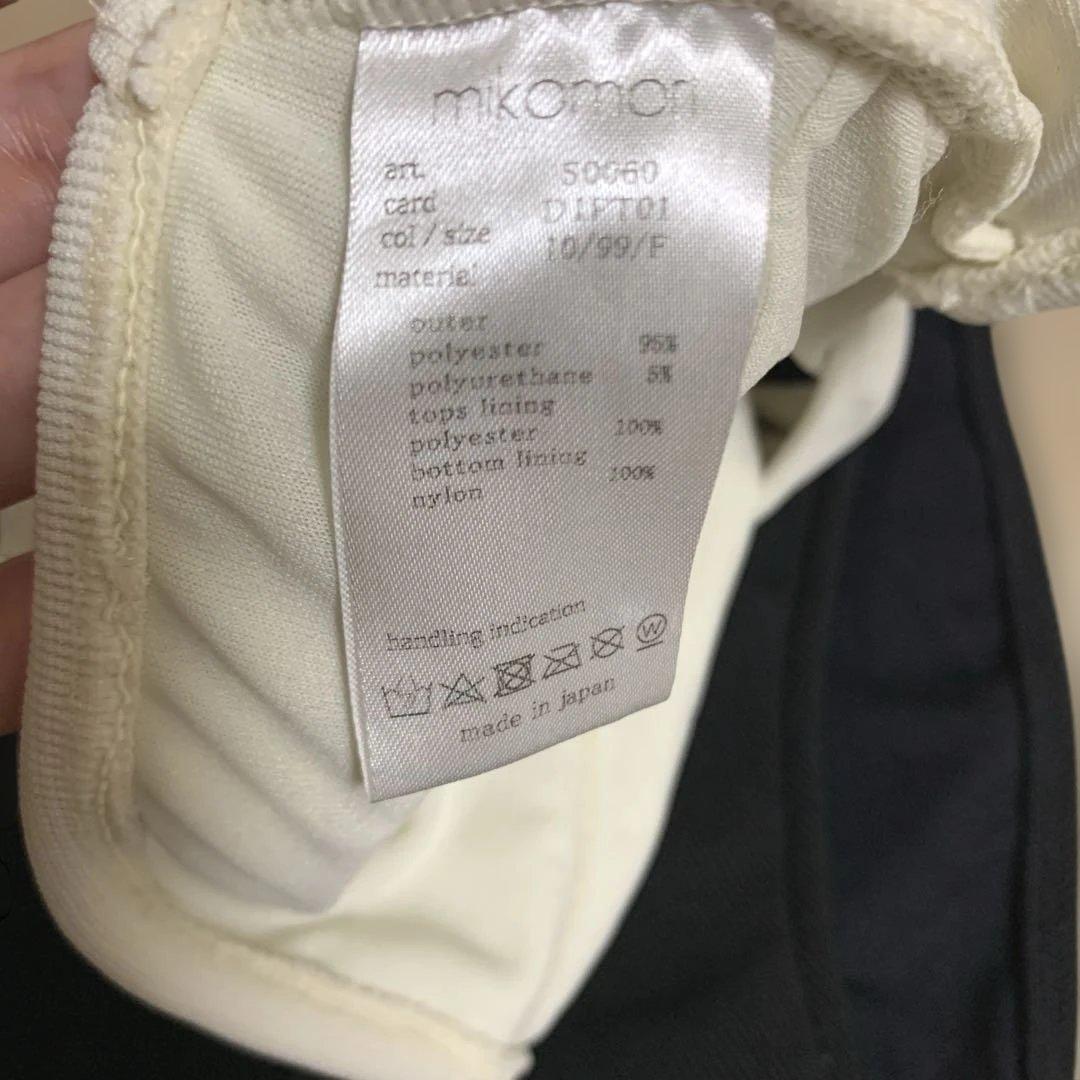 mikomori
art. 50060
card D1FT01
col / size 10/99/F
material
outer
polyester 95%
polyurethane 5%
tops lining
polyester 100%
bottom lining
nylon 100%
handling indication
W
made in japan